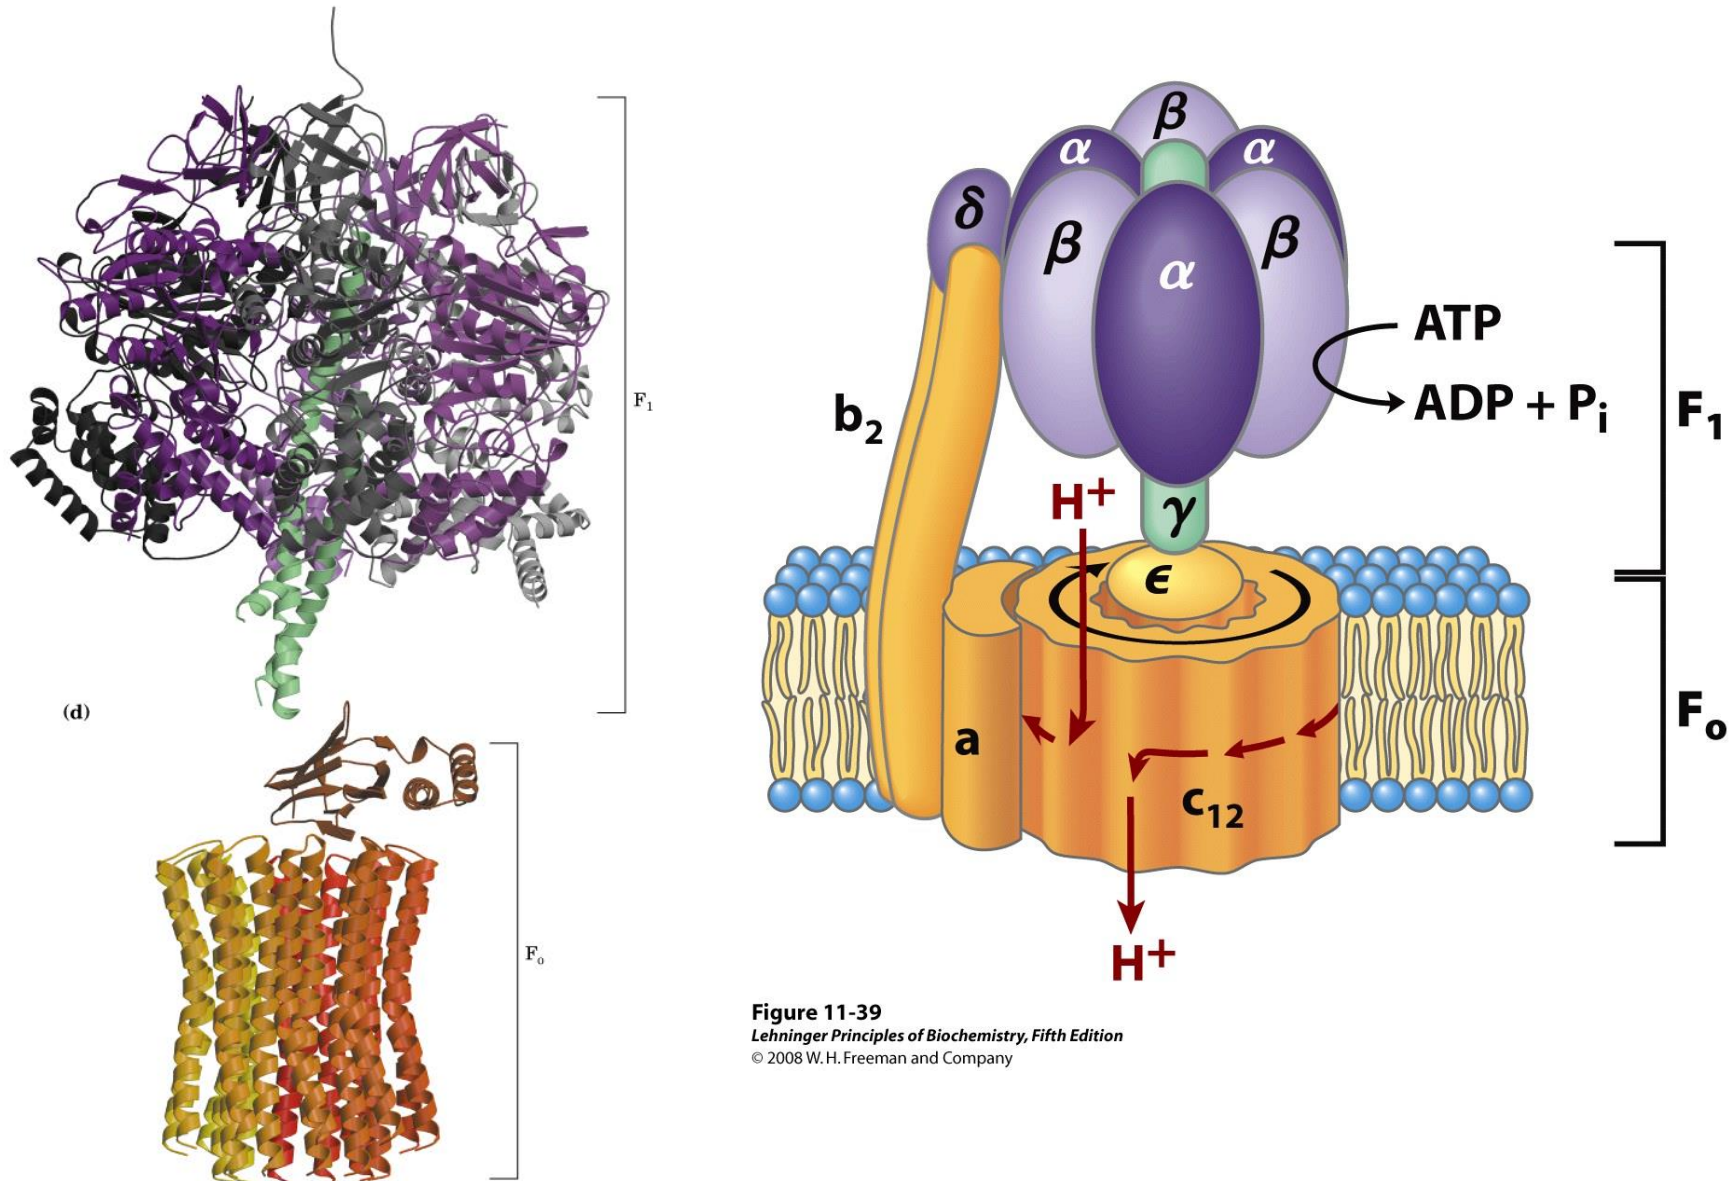 F₁
(d)
Fₒ
β
α
α
δ
β
β
α
ATP
ADP + Pᵢ
F₁
b₂
H⁺
γ
ϵ
a
c₁₂
Fₒ
H⁺
Figure 11-39
Lehninger Principles of Biochemistry, Fifth Edition
© 2008 W. H. Freeman and Company